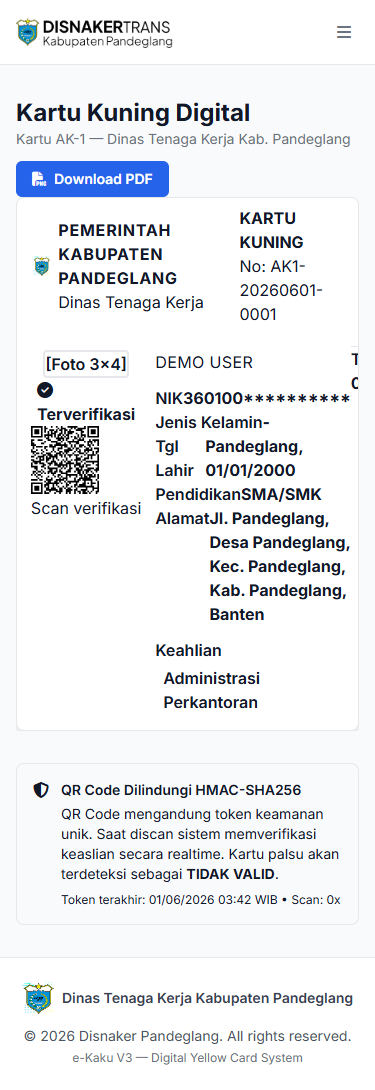 DISNAKERTRANS
Kabupaten Pandeglang
Kartu Kuning Digital
Kartu AK-1 — Dinas Tenaga Kerja Kab. Pandeglang
Download PDF
PEMERINTAH
KABUPATEN
PANDEGLANG
Dinas Tenaga Kerja
KARTU
KUNING
No: AK1-
20260601-
0001
[Foto 3×4]
Terverifikasi
Scan verifikasi
DEMO USER
NIK360100**********
Jenis Kelamin-
Tgl Lahir
Pandeglang,
01/01/2000
PendidikanSMA/SMK
AlamatJl. Pandeglang,
Desa Pandeglang,
Kec. Pandeglang,
Kab. Pandeglang,
Banten
Keahlian
Administrasi
Perkantoran
QR Code Dilindungi HMAC-SHA256
QR Code mengandung token keamanan
unik. Saat discan sistem memverifikasi
keaslian secara realtime. Kartu palsu akan
terdeteksi sebagai TIDAK VALID.
Token terakhir: 01/06/2026 03:42 WIB • Scan: 0x
Dinas Tenaga Kerja Kabupaten Pandeglang
© 2026 Disnaker Pandeglang. All rights reserved.
e-Kaku V3 — Digital Yellow Card System